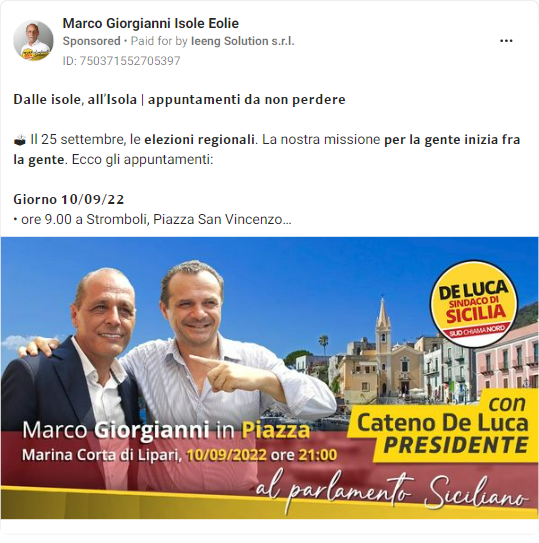 Marco Giorgianni Isole Eolie
Sponsored • Paid for by Ieeng Solution s.r.l.
ID: 750371552705397
Dalle isole, all'Isola | appuntamenti da non perdere
Il 25 settembre, le elezioni regionali. La nostra missione per la gente inizia fra
la gente. Ecco gli appuntamenti:
Giorno 10/09/22
• ore 9.00 a Stromboli, Piazza San Vincenzo...
DE LUCA
SINDACO DI
SICILIA
SUD CHIAMA NORD
con
Cateno De Luca
PRESIDENTE
Marco Giorgianni in Piazza
Marina Corta di Lipari, 10/09/2022 ore 21:00
al parlamento Siciliano